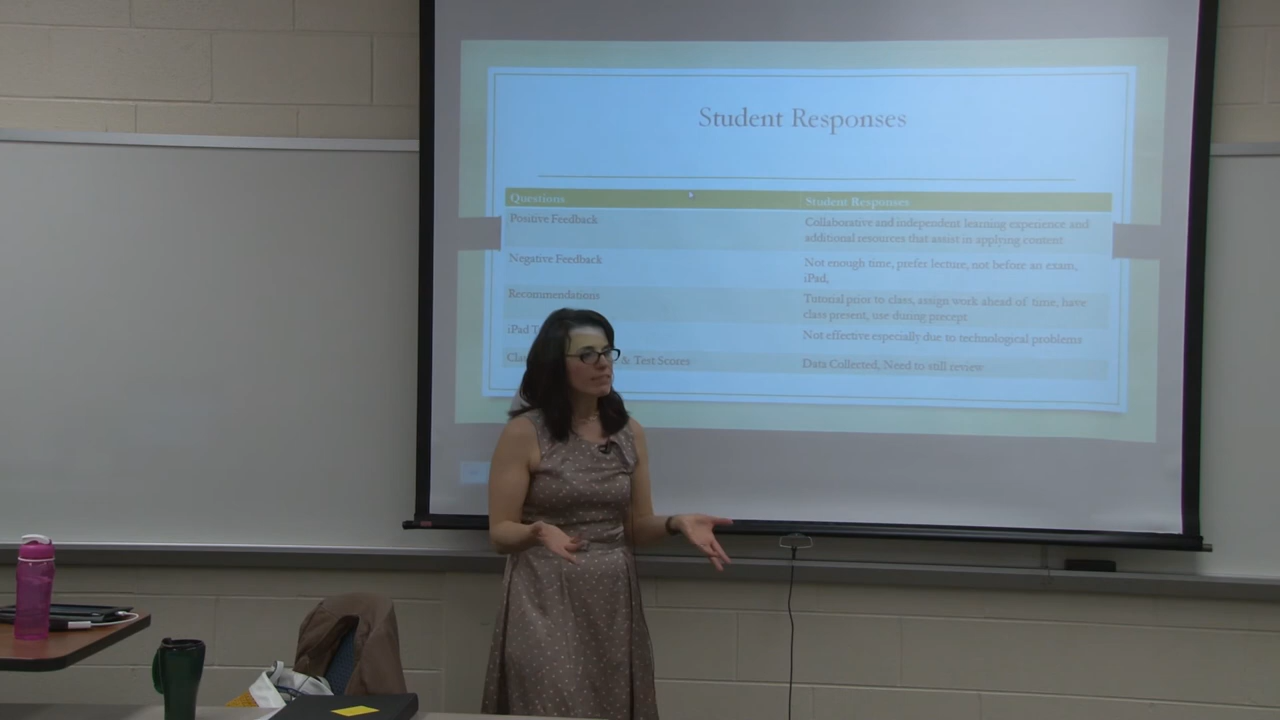 Student Responses
Questions
Student Responses
Positive Feedback
Collaborative and independent learning experience and
additional resources that assist in applying content
Negative Feedback
Not enough time, prefer lecture, not before an exam,
iPad,
Recommendations
Tutorial prior to class, assign work ahead of time, have
class present, use during precept
iPad
Not effective especially due to technological problems
& Test Scores
Data Collected, Need to still review